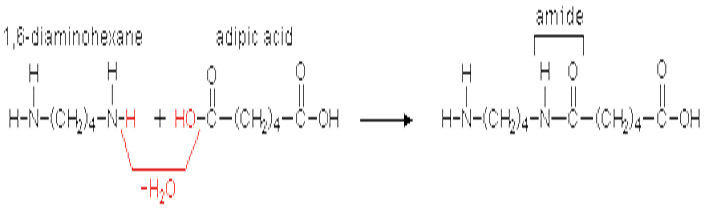 amide
1,6-diaminohexane adipic acid
H H O O H H O O
H-N-(CH₂)₄-N-H + HO-C-(CH₂)₄-C-OH H-N-(CH₂)₄-N-C-(CH₂)₄-C-OH
-H₂O